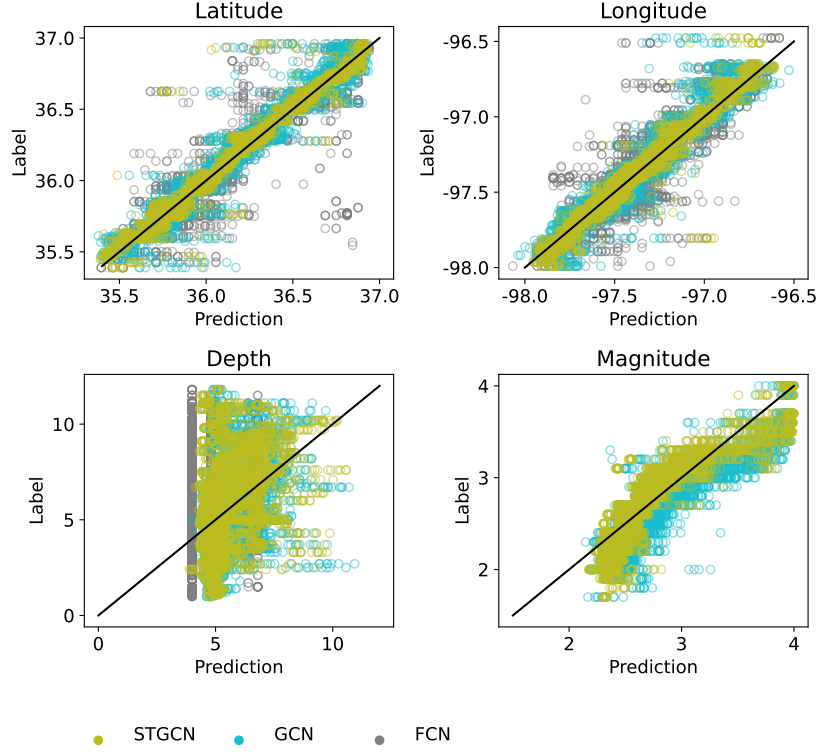 Latitude
37.0
36.5
36.0
35.5
Label
35.5 36.0 36.5 37.0
Prediction
Longitude
-96.5
-97.0
-97.5
-98.0
Label
-98.0 -97.5 -97.0 -96.5
Prediction
Depth
10
5
0
Label
0 5 10
Prediction
Magnitude
4
3
2
Label
2 3 4
Prediction
STGCN GCN FCN